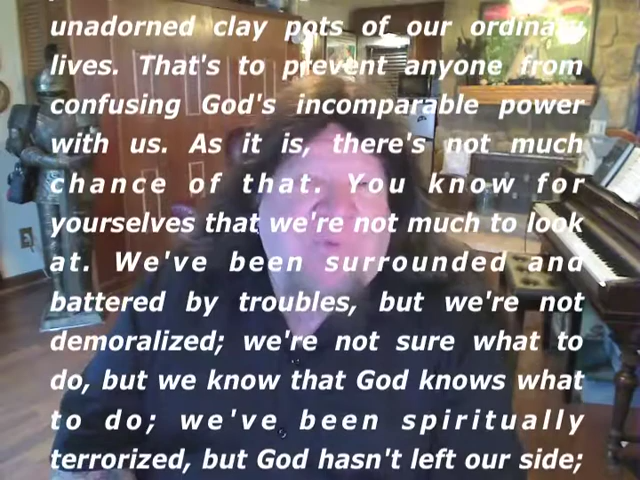 unadorned clay pots of our ordinary
lives. That's to prevent anyone from
confusing God's incomparable power
with us. As it is, there's not much
chance of that. You know for
yourselves that we're not much to look
at. We've been surrounded and
battered by troubles, but we're not
demoralized; we're not sure what to
do, but we know that God knows what
to do; we've been spiritually
terrorized, but God hasn't left our side;